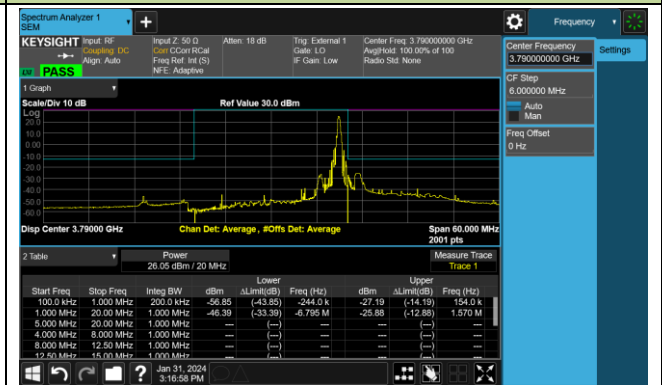 Spectrum Analyzer 1
SEM
Frequency
KEYSIGHT
Input: RF
Coupling: DC
Align: Auto
Input Z: 50 Ω
Corr CCorr RCal
Freq Ref: Int (S)
NFE: Adaptive
Atten: 18 dB
Trig: External 1
Gate: LO
IF Gain: Low
Center Freq: 3.790000000 GHz
Avg|Hold: 100.00% of 100
Radio Std: None
PASS
Center Frequency
3.790000000 GHz
Settings
CF Step
6.000000 MHz
Auto
Man
Freq Offset
0 Hz
1 Graph
Scale/Div 10 dB
Ref Value 30.0 dBm
Log
20.0
10.0
0.00
-10.0
-20.0
-30.0
-40.0
-50.0
-60.0
Disp Center 3.79000 GHz
Chan Det: Average, #Offs Det: Average
Span 60.000 MHz
2001 pts
2 Table
Power
26.05 dBm / 20 MHz
Measure Trace
Trace 1
Lower Upper
Start Freq Stop Freq Integ BW dBm ΔLimit(dB) Freq (Hz) dBm ΔLimit(dB) Freq (Hz)
100.0 kHz 1.000 MHz 200.0 kHz -56.85 (-43.85) -244.0 k -27.19 (-14.19) 154.0 k
1.000 MHz 20.00 MHz 1.000 MHz -46.39 (-33.39) -6.795 M -25.88 (-12.88) 1.570 M
5.000 MHz 20.00 MHz 1.000 MHz --- (---) --- --- (---) ---
4.000 MHz 8.000 MHz 1.000 MHz --- (---) --- --- (---) ---
8.000 MHz 12.50 MHz 1.000 MHz --- (---) --- --- (---) ---
12.50 MHz 15.00 MHz 1.000 MHz --- (---) --- --- (---) ---
Jan 31, 2024
3:16:58 PM